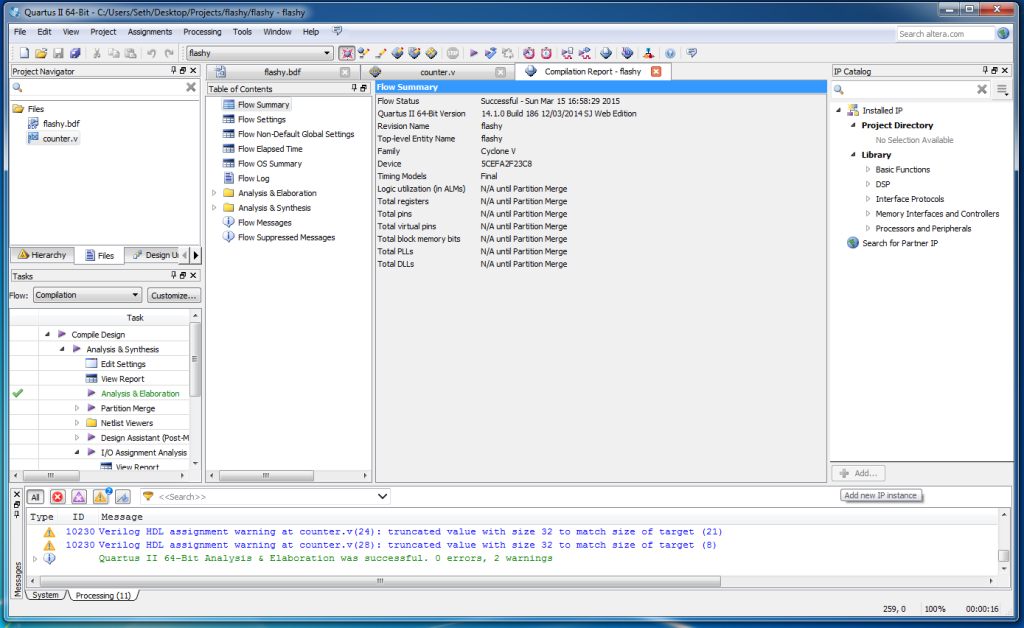 Quartus II 64-Bit - C:/Users/Seth/Desktop/Projects/flashy/flashy - flashy
File Edit View Project Assignments Processing Tools Window Help
Search altera.com
flashy
Project Navigator
Files
flashy.bdf
counter.v
Hierarchy Files Design U
Tasks
Flow: Compilation Customize...
Task
Compile Design
Analysis & Synthesis
Edit Settings
View Report
Analysis & Elaboration
Partition Merge
Netlist Viewers
Design Assistant (Post-M
I/O Assignment Analysis
View Report
flashy.bdf counter.v Compilation Report - flashy
Table of Contents
Flow Summary
Flow Settings
Flow Non-Default Global Settings
Flow Elapsed Time
Flow OS Summary
Flow Log
Analysis & Elaboration
Analysis & Synthesis
Flow Messages
Flow Suppressed Messages
Flow Summary
Flow Status Successful - Sun Mar 15 16:58:29 2015
Quartus II 64-Bit Version 14.1.0 Build 186 12/03/2014 SJ Web Edition
Revision Name flashy
Top-level Entity Name flashy
Family Cyclone V
Device 5CEFA2F23C8
Timing Models Final
Logic utilization (in ALMs) N/A until Partition Merge
Total registers N/A until Partition Merge
Total pins N/A until Partition Merge
Total virtual pins N/A until Partition Merge
Total block memory bits N/A until Partition Merge
Total PLLs N/A until Partition Merge
Total DLLs N/A until Partition Merge
IP Catalog
Installed IP
Project Directory
No Selection Available
Library
Basic Functions
DSP
Interface Protocols
Memory Interfaces and Controllers
Processors and Peripherals
Search for Partner IP
Add...
Add new IP instance
All 2 <<Search>>
Type ID Message
10230 Verilog HDL assignment warning at counter.v(24): truncated value with size 32 to match size of target (21)
10230 Verilog HDL assignment warning at counter.v(28): truncated value with size 32 to match size of target (8)
Quartus II 64-Bit Analysis & Elaboration was successful. 0 errors, 2 warnings
Messages
System Processing (11)
259, 0 100% 00:00:16